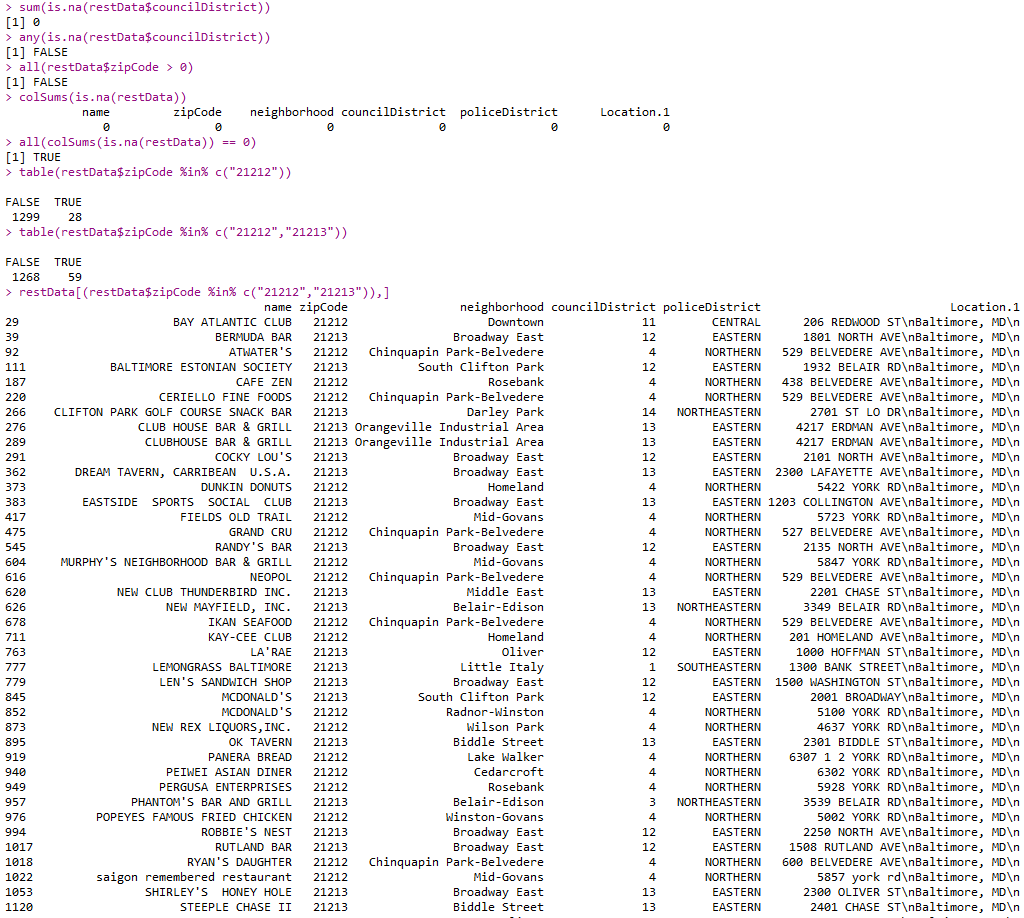 > sum(is.na(restData$councilDistrict))
[1] 0
> any(is.na(restData$councilDistrict))
[1] FALSE
> all(restData$zipCode > 0)
[1] FALSE
> colSums(is.na(restData))
name zipCode neighborhood councilDistrict policeDistrict Location.1
0 0 0 0 0 0
> all(colSums(is.na(restData)) == 0)
[1] TRUE
> table(restData$zipCode %in% c("21212"))
FALSE TRUE
1299 28
> table(restData$zipCode %in% c("21212","21213"))
FALSE TRUE
1268 59
> restData[(restData$zipCode %in% c("21212","21213")),]
name zipCode neighborhood councilDistrict policeDistrict Location.1
29 BAY ATLANTIC CLUB 21212 Downtown 11 CENTRAL 206 REDWOOD ST\nBaltimore, MD\n
39 BERMUDA BAR 21213 Broadway East 12 EASTERN 1801 NORTH AVE\nBaltimore, MD\n
92 ATWATER'S 21212 Chinquapin Park-Belvedere 4 NORTHERN 529 BELVEDERE AVE\nBaltimore, MD\n
111 BALTIMORE ESTONIAN SOCIETY 21213 South Clifton Park 12 EASTERN 1932 BELAIR RD\nBaltimore, MD\n
187 CAFE ZEN 21212 Rosebank 4 NORTHERN 438 BELVEDERE AVE\nBaltimore, MD\n
220 CERIELLO FINE FOODS 21212 Chinquapin Park-Belvedere 4 NORTHERN 529 BELVEDERE AVE\nBaltimore, MD\n
266 CLIFTON PARK GOLF COURSE SNACK BAR 21213 Darley Park 14 NORTHEASTERN 2701 ST LO DR\nBaltimore, MD\n
276 CLUB HOUSE BAR & GRILL 21213 Orangeville Industrial Area 13 EASTERN 4217 ERDMAN AVE\nBaltimore, MD\n
289 CLUBHOUSE BAR & GRILL 21213 Orangeville Industrial Area 13 EASTERN 4217 ERDMAN AVE\nBaltimore, MD\n
291 COCKY LOU'S 21213 Broadway East 12 EASTERN 2101 NORTH AVE\nBaltimore, MD\n
362 DREAM TAVERN, CARRIBEAN U.S.A. 21213 Broadway East 13 EASTERN 2300 LAFAYETTE AVE\nBaltimore, MD\n
373 DUNKIN DONUTS 21212 Homeland 4 NORTHERN 5422 YORK RD\nBaltimore, MD\n
383 EASTSIDE SPORTS SOCIAL CLUB 21213 Broadway East 13 EASTERN 1203 COLLINGTON AVE\nBaltimore, MD\n
417 FIELDS OLD TRAIL 21212 Mid-Govans 4 NORTHERN 5723 YORK RD\nBaltimore, MD\n
475 GRAND CRU 21212 Chinquapin Park-Belvedere 4 NORTHERN 527 BELVEDERE AVE\nBaltimore, MD\n
545 RANDY'S BAR 21213 Broadway East 12 EASTERN 2135 NORTH AVE\nBaltimore, MD\n
604 MURPHY'S NEIGHBORHOOD BAR & GRILL 21212 Mid-Govans 4 NORTHERN 5847 YORK RD\nBaltimore, MD\n
616 NEOPOL 21212 Chinquapin Park-Belvedere 4 NORTHERN 529 BELVEDERE AVE\nBaltimore, MD\n
620 NEW CLUB THUNDERBIRD INC. 21213 Middle East 13 EASTERN 2201 CHASE ST\nBaltimore, MD\n
626 NEW MAYFIELD, INC. 21213 Belair-Edison 13 NORTHEASTERN 3349 BELAIR RD\nBaltimore, MD\n
678 IKAN SEAFOOD 21212 Chinquapin Park-Belvedere 4 NORTHERN 529 BELVEDERE AVE\nBaltimore, MD\n
711 KAY-CEE CLUB 21212 Homeland 4 NORTHERN 201 HOMELAND AVE\nBaltimore, MD\n
763 LA'RAE 21213 Oliver 12 EASTERN 1000 HOFFMAN ST\nBaltimore, MD\n
777 LEMONGRASS BALTIMORE 21213 Little Italy 1 SOUTHEASTERN 1300 BANK STREET\nBaltimore, MD\n
779 LEN'S SANDWICH SHOP 21213 Broadway East 12 EASTERN 1500 WASHINGTON ST\nBaltimore, MD\n
845 MCDONALD'S 21213 South Clifton Park 12 EASTERN 2001 BROADWAY\nBaltimore, MD\n
852 MCDONALD'S 21212 Radnor-Winston 4 NORTHERN 5100 YORK RD\nBaltimore, MD\n
873 NEW REX LIQUORS,INC. 21212 Wilson Park 4 NORTHERN 4637 YORK RD\nBaltimore, MD\n
895 OK TAVERN 21213 Biddle Street 13 EASTERN 2301 BIDDLE ST\nBaltimore, MD\n
919 PANERA BREAD 21212 Lake Walker 4 NORTHERN 6307 1 2 YORK RD\nBaltimore, MD\n
940 PEIWEI ASIAN DINER 21212 Cedarcroft 4 NORTHERN 6302 YORK RD\nBaltimore, MD\n
949 PERGUSA ENTERPRISES 21212 Rosebank 4 NORTHERN 5928 YORK RD\nBaltimore, MD\n
957 PHANTOM'S BAR AND GRILL 21213 Belair-Edison 3 NORTHEASTERN 3539 BELAIR RD\nBaltimore, MD\n
976 POPEYES FAMOUS FRIED CHICKEN 21212 Winston-Govans 4 NORTHERN 5002 YORK RD\nBaltimore, MD\n
994 ROBBIE'S NEST 21213 Broadway East 12 EASTERN 2250 NORTH AVE\nBaltimore, MD\n
1017 RUTLAND BAR 21213 Broadway East 12 EASTERN 1508 RUTLAND AVE\nBaltimore, MD\n
1018 RYAN'S DAUGHTER 21212 Chinquapin Park-Belvedere 4 NORTHERN 600 BELVEDERE AVE\nBaltimore, MD\n
1022 saigon remembered restaurant 21212 Mid-Govans 4 NORTHERN 5857 york rd\nBaltimore, MD\n
1053 SHIRLEY'S HONEY HOLE 21213 Broadway East 13 EASTERN 2300 OLIVER ST\nBaltimore, MD\n
1120 STEEPLE CHASE II 21213 Biddle Street 13 EASTERN 2401 CHASE ST\nBaltimore, MD\n